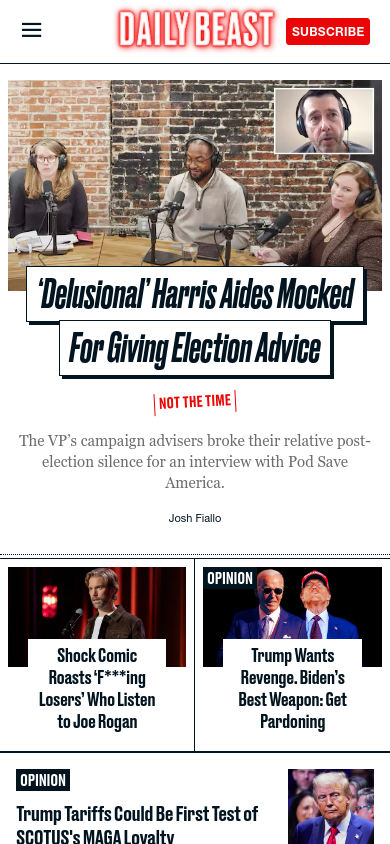 DAILY BEAST
SUBSCRIBE
‘Delusional’ Harris Aides Mocked
For Giving Election Advice
NOT THE TIME
The VP’s campaign advisers broke their relative post-
election silence for an interview with Pod Save
America.
Josh Fiallo
Shock Comic
Roasts ‘F***ing
Losers’ Who Listen
to Joe Rogan
OPINION
Trump Wants
Revenge. Biden’s
Best Weapon: Get
Pardoning
OPINION
Trump Tariffs Could Be First Test of
SCOTUS's MAGA Loyalty